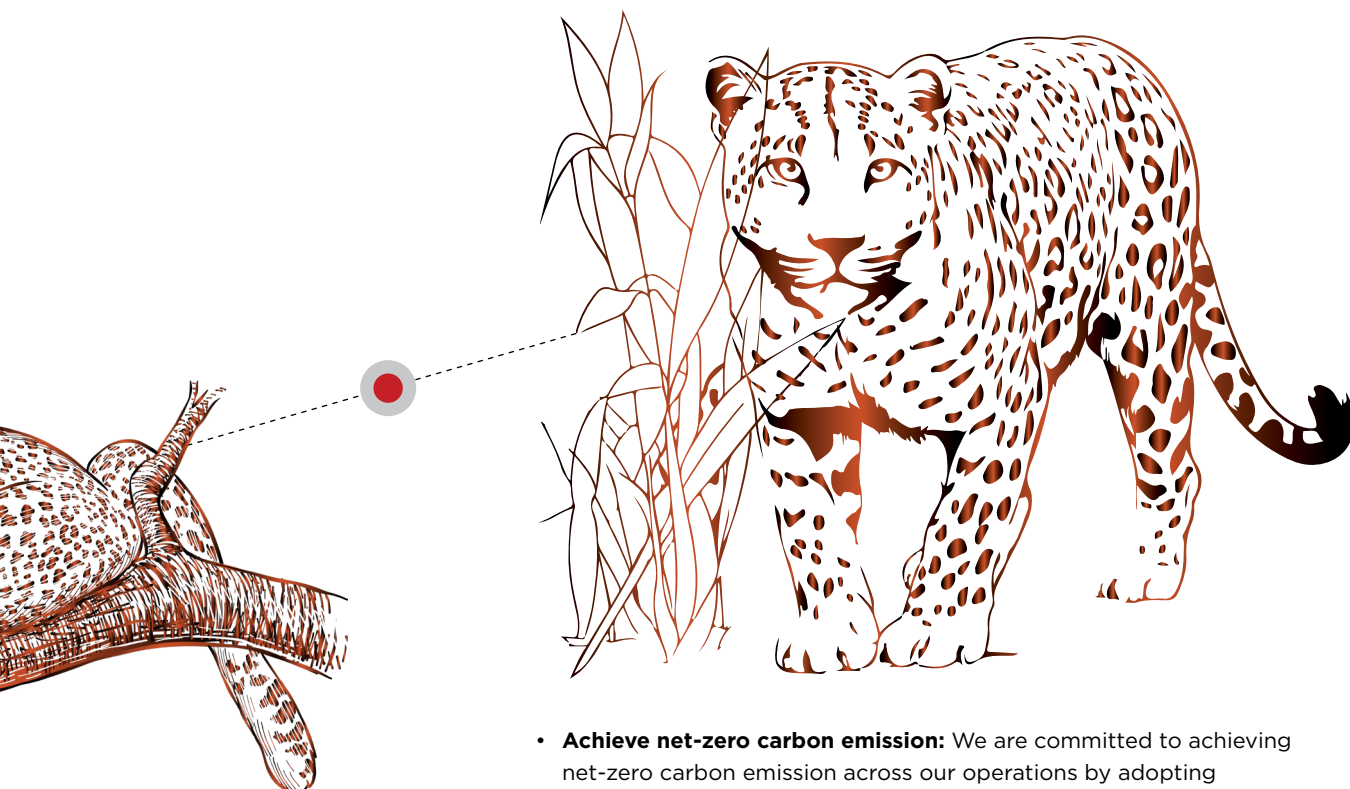 • Achieve net-zero carbon emission: We are committed to achieving
net-zero carbon emission across our operations by adopting